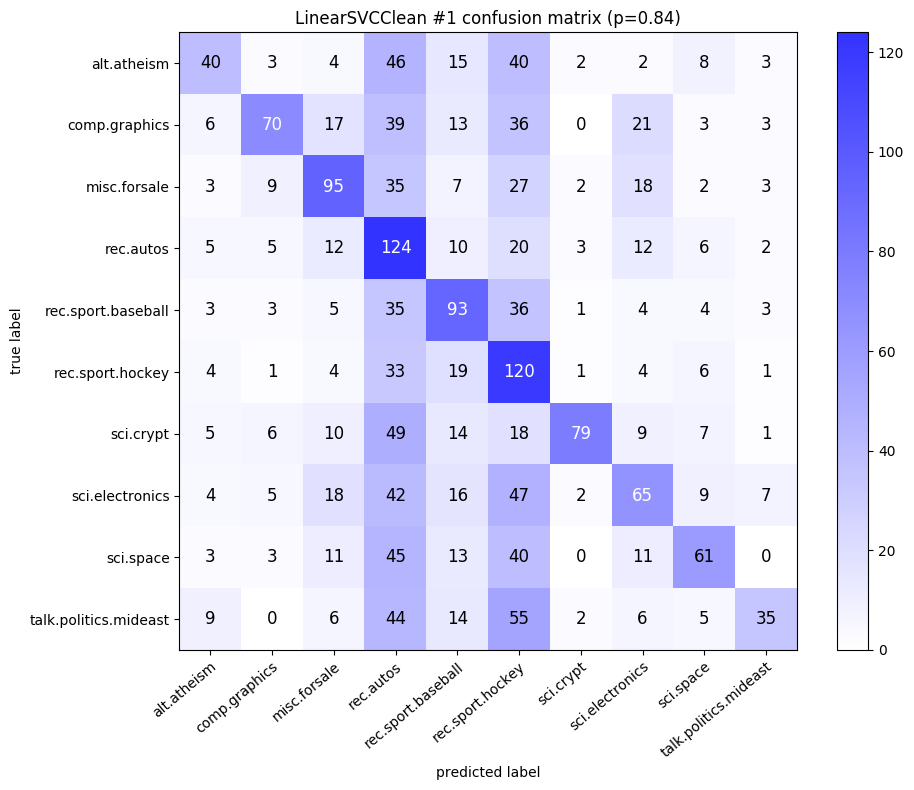 LinearSVCClean #1 confusion matrix (p=0.84)
alt.atheism 40 3 4 46 15 40 2 2 8 3
comp.graphics 6 70 17 39 13 36 0 21 3 3
misc.forsale 3 9 95 35 7 27 2 18 2 3
rec.autos 5 5 12 124 10 20 3 12 6 2
rec.sport.baseball 3 3 5 35 93 36 1 4 4 3
rec.sport.hockey 4 1 4 33 19 120 1 4 6 1
sci.crypt 5 6 10 49 14 18 79 9 7 1
sci.electronics 4 5 18 42 16 47 2 65 9 7
sci.space 3 3 11 45 13 40 0 11 61 0
talk.politics.mideast 9 0 6 44 14 55 2 6 5 35
true label
alt.atheism
comp.graphics
misc.forsale
rec.autos
rec.sport.baseball
rec.sport.hockey
sci.crypt
sci.electronics
sci.space
talk.politics.mideast
predicted label
120
100
80
60
40
20
0